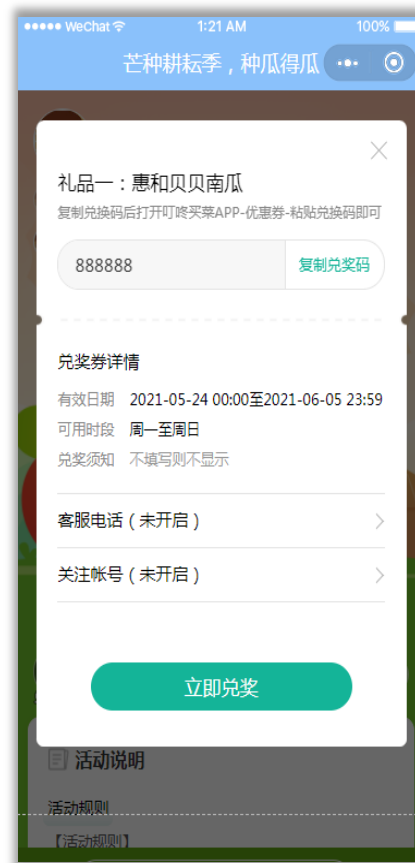 WeChat 1:21 AM 100%
芒种耕耘季，种瓜得瓜
礼品一：惠和贝贝南瓜
复制兑换码后打开叮咚买菜APP-优惠券-粘贴兑换码即可
888888 复制兑奖码
兑奖券详情
有效日期 2021-05-24 00:00至2021-06-05 23:59
可用时段 周一至周日
兑奖须知 不填写则不显示
客服电话（未开启）
关注帐号（未开启）
立即兑奖
活动说明
活动规则
【活动规则】